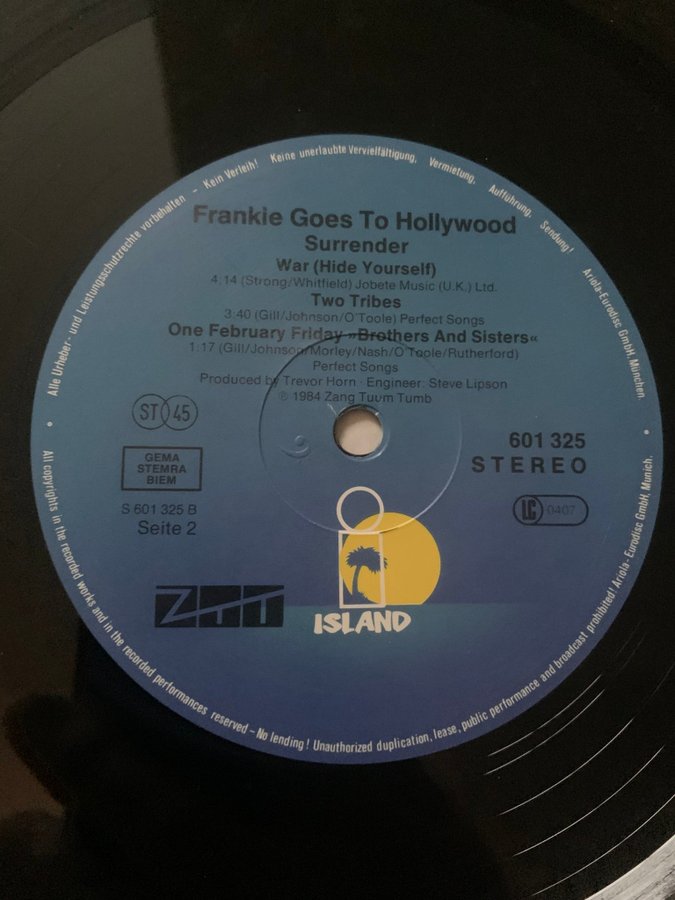 Alle Urheber- und Leistungsschutzrechte vorbehalten – Kein Verleih! Keine unerlaubte Vervielfältigung, Vermietung, Aufführung, Sendung! Ariola-Eurodisc GmbH, München.
Frankie Goes To Hollywood
Surrender
War (Hide Yourself)
4:14 (Strong/Whitfield) Jobete Music (U.K.) Ltd.
Two Tribes
3:40 (Gill/Johnson/O'Toole) Perfect Songs
One February Friday »Brothers And Sisters«
1:17 (Gill/Johnson/Morley/Nash/O'Toole/Rutherford)
Perfect Songs
Produced by Trevor Horn · Engineer: Steve Lipson
℗ 1984 Zang Tuum Tumb
ST 45
601 325
STEREO
GEMA
STEMRA
BIEM
LC 0407
S 601 325 B
Seite 2
ZTT
ISLAND
All copyrights in the recorded works and in the recorded performances reserved – No lending! Unauthorized duplication, lease, public performance and broadcast prohibited! Ariola-Eurodisc GmbH, Munich.